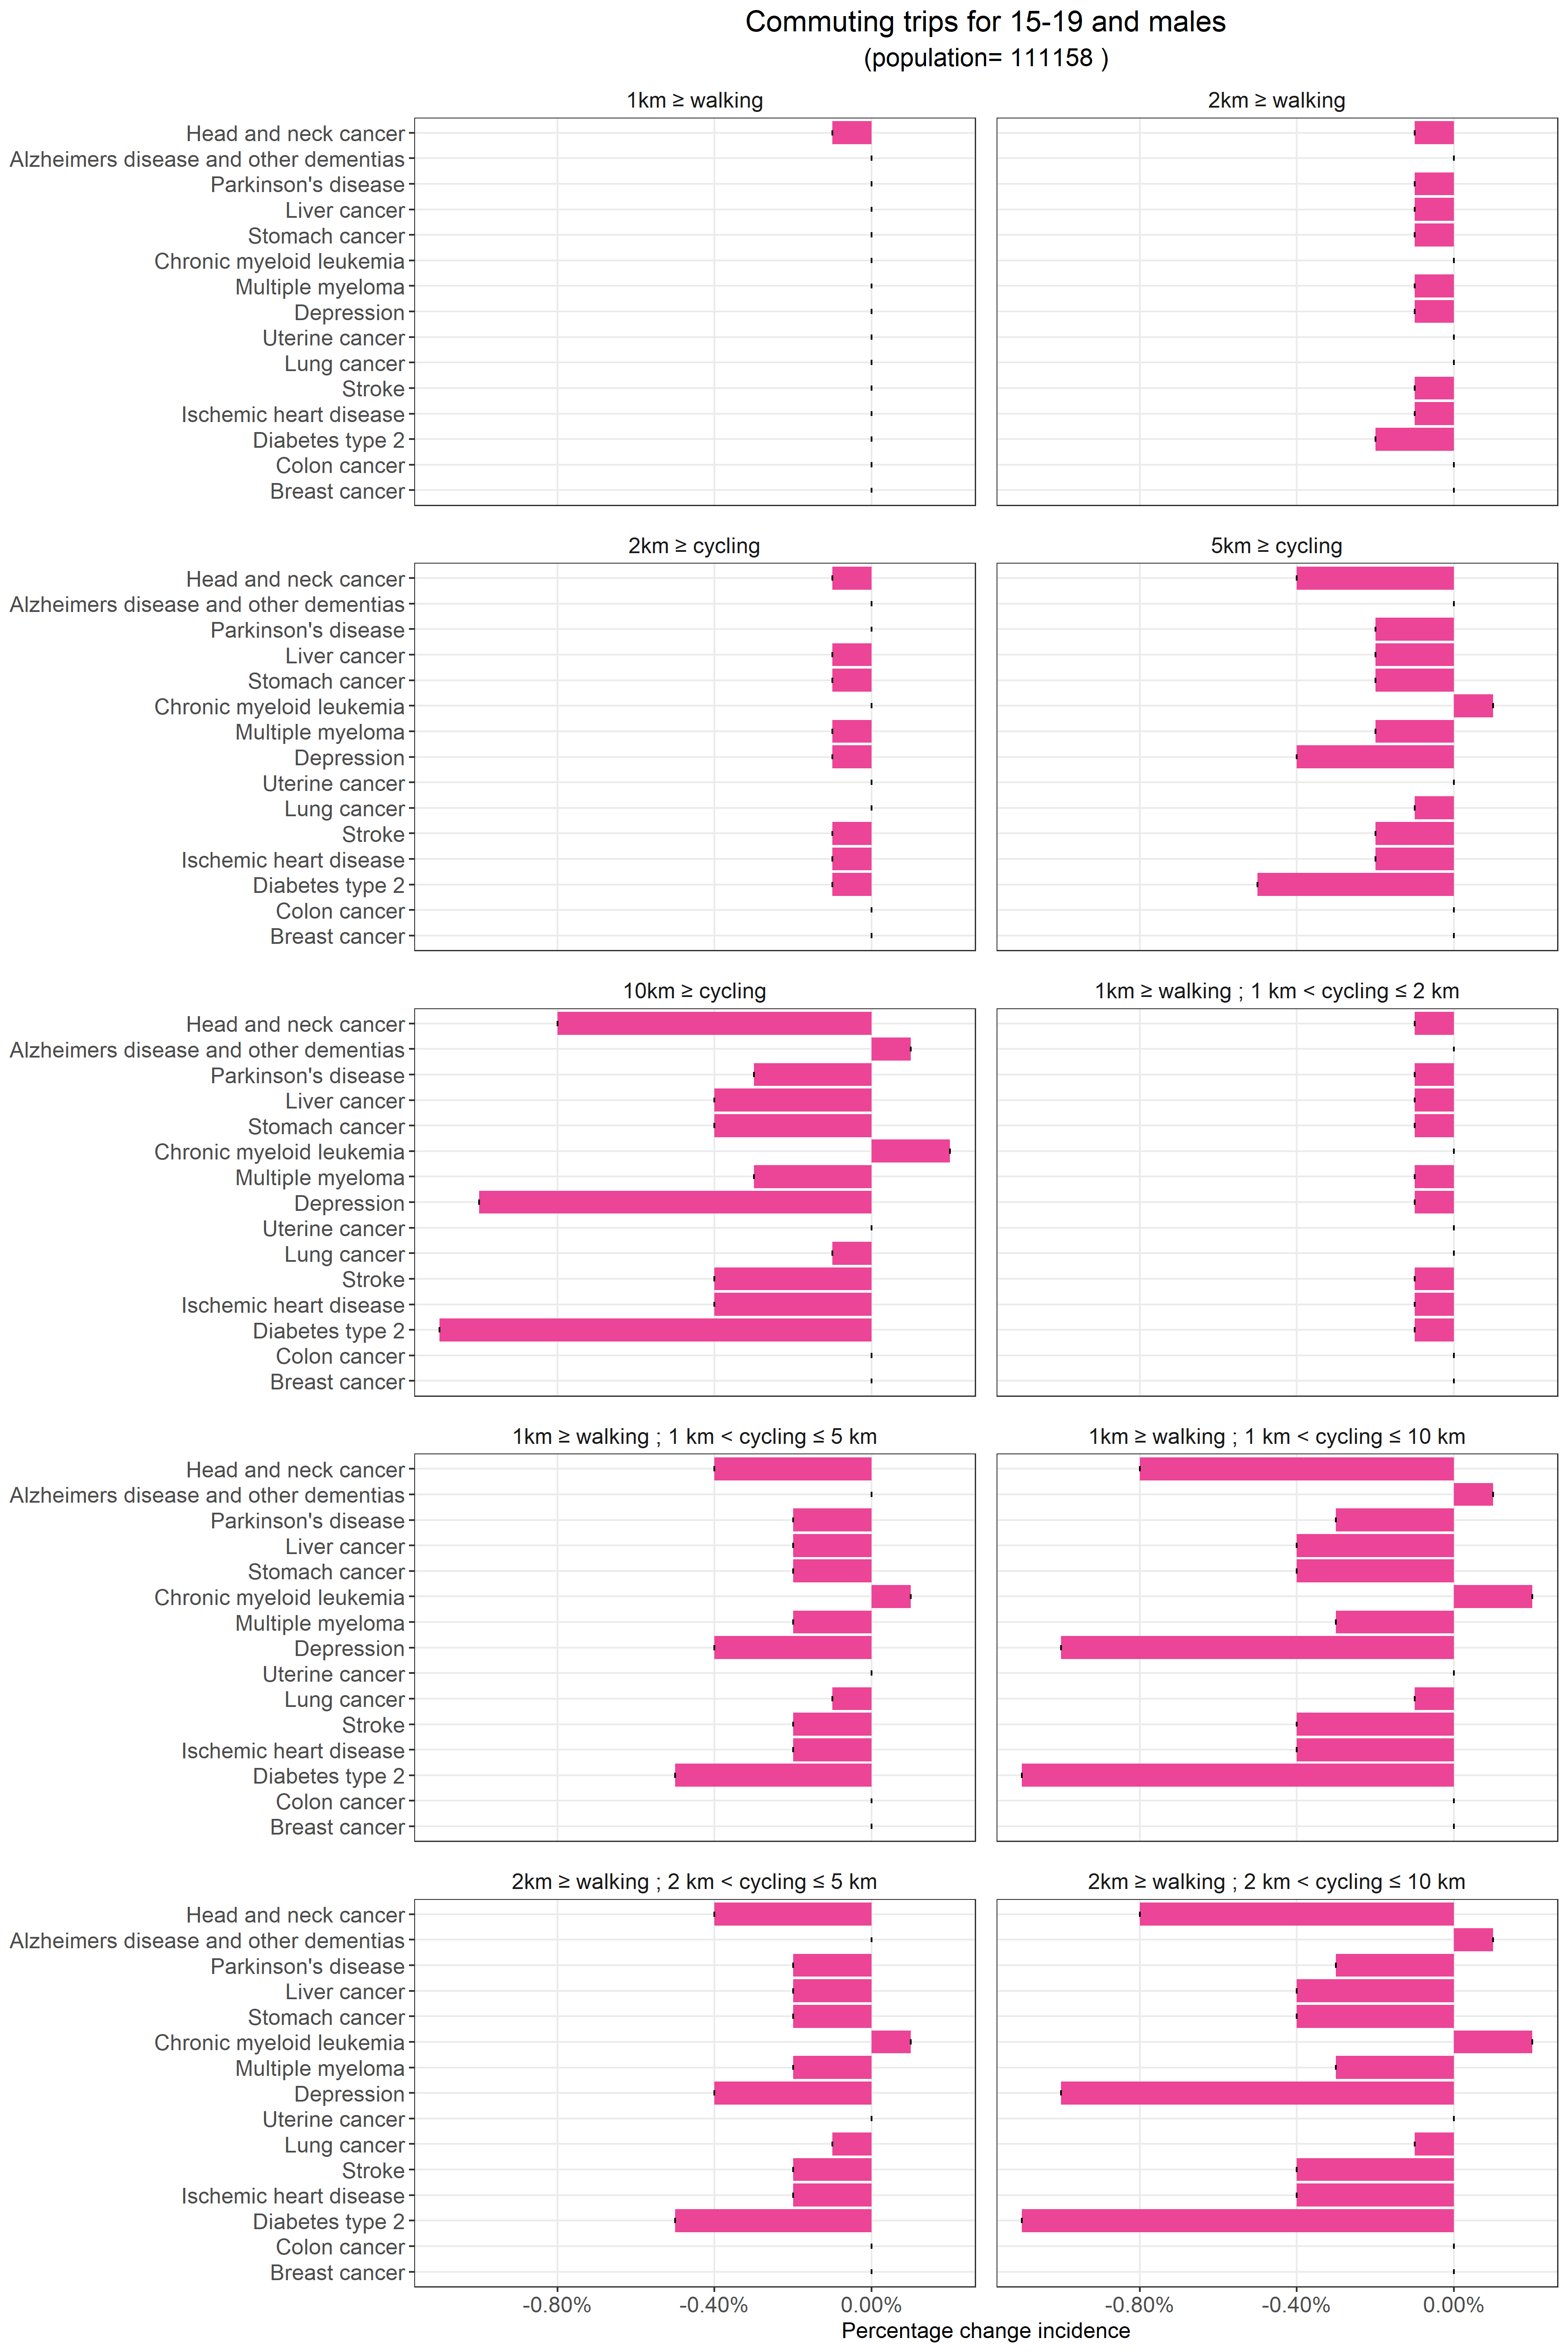 Commuting trips for 15-19 and males
(population= 111158 )
1km ≥ walking
2km ≥ walking
Head and neck cancer
Alzheimers disease and other dementias
Parkinson's disease
Liver cancer
Stomach cancer
Chronic myeloid leukemia
Multiple myeloma
Depression
Uterine cancer
Lung cancer
Stroke
Ischemic heart disease
Diabetes type 2
Colon cancer
Breast cancer
2km ≥ cycling
5km ≥ cycling
Head and neck cancer
Alzheimers disease and other dementias
Parkinson's disease
Liver cancer
Stomach cancer
Chronic myeloid leukemia
Multiple myeloma
Depression
Uterine cancer
Lung cancer
Stroke
Ischemic heart disease
Diabetes type 2
Colon cancer
Breast cancer
10km ≥ cycling
1km ≥ walking ; 1 km < cycling ≤ 2 km
Head and neck cancer
Alzheimers disease and other dementias
Parkinson's disease
Liver cancer
Stomach cancer
Chronic myeloid leukemia
Multiple myeloma
Depression
Uterine cancer
Lung cancer
Stroke
Ischemic heart disease
Diabetes type 2
Colon cancer
Breast cancer
1km ≥ walking ; 1 km < cycling ≤ 5 km
1km ≥ walking ; 1 km < cycling ≤ 10 km
Head and neck cancer
Alzheimers disease and other dementias
Parkinson's disease
Liver cancer
Stomach cancer
Chronic myeloid leukemia
Multiple myeloma
Depression
Uterine cancer
Lung cancer
Stroke
Ischemic heart disease
Diabetes type 2
Colon cancer
Breast cancer
2km ≥ walking ; 2 km < cycling ≤ 5 km
2km ≥ walking ; 2 km < cycling ≤ 10 km
Head and neck cancer
Alzheimers disease and other dementias
Parkinson's disease
Liver cancer
Stomach cancer
Chronic myeloid leukemia
Multiple myeloma
Depression
Uterine cancer
Lung cancer
Stroke
Ischemic heart disease
Diabetes type 2
Colon cancer
Breast cancer
-0.80% -0.40% 0.00% -0.80% -0.40% 0.00%
Percentage change incidence